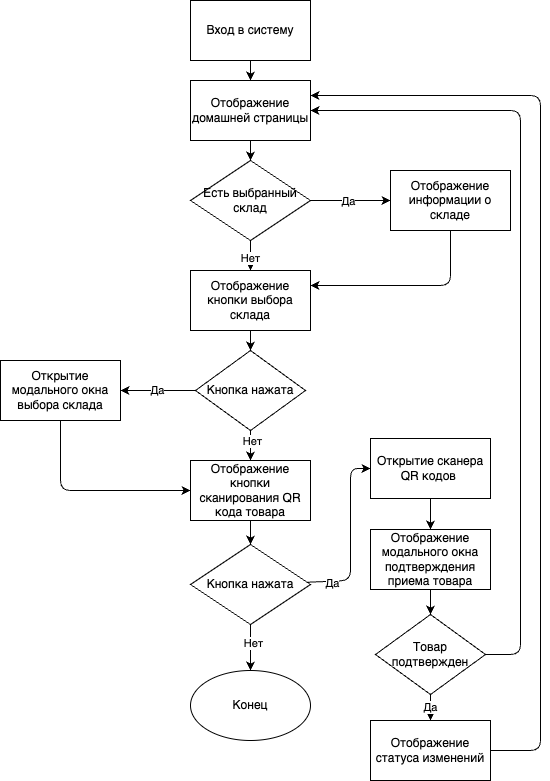 Вход в систему
Отображение
домашней страницы
Есть выбранный
склад
Да
Отображение
информации о
складе
Нет
Отображение
кнопки выбора
склада
Открытие
модального окна
выбора склада
Да
Кнопка нажата
Нет
Отображение
кнопки
сканирования QR
кода товара
Открытие сканера
QR кодов
Отображение
модального окна
подтверждения
приема товара
Кнопка нажата
Да
Нет
Товар
подтвержден
Конец
Да
Отображение
статуса изменений